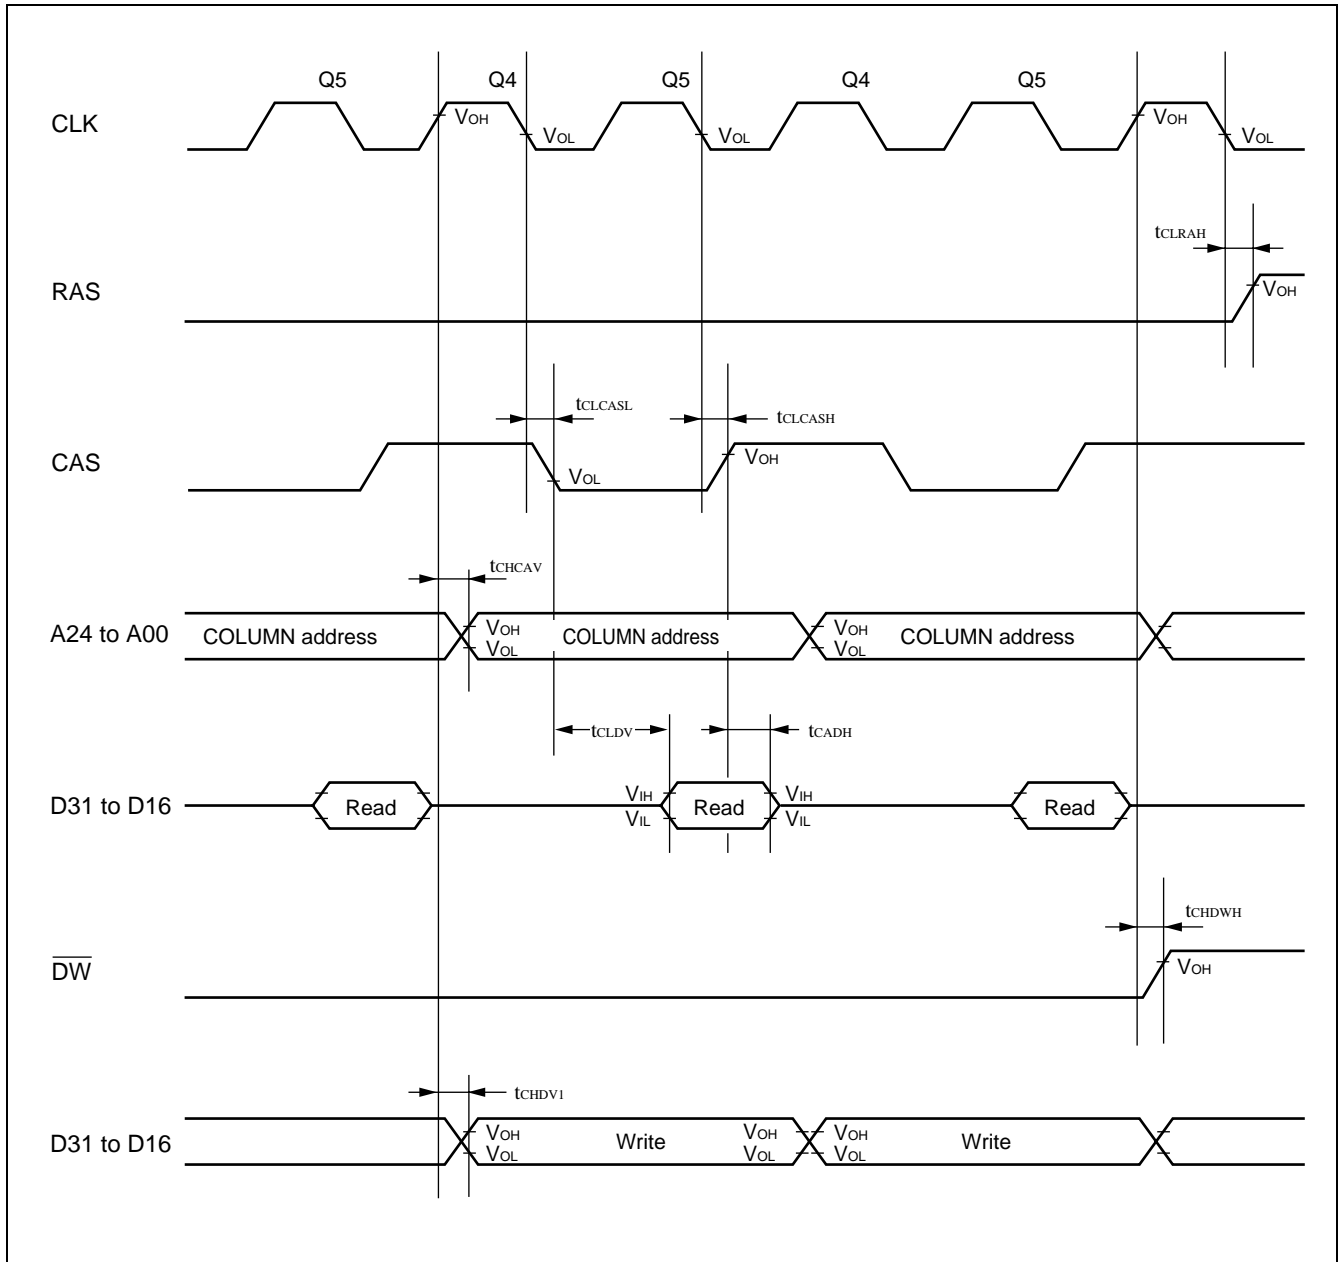 Q5 Q4 Q5 Q4 Q5
CLK
VOH VOL VOL VOH VOL
tCLRAH
RAS
VOH
tCLCASL tCLCASH
CAS
VOL VOH
tCHCAV
A24 to A00
COLUMN address VOH VOL COLUMN address VOH VOL COLUMN address
tCLDV tCADH
D31 to D16
Read VIH VIL Read VIH VIL Read
tCHDWH
DW
VOH
tCHDV1
D31 to D16
VOH VOL Write VOH VOL VOH VOL Write